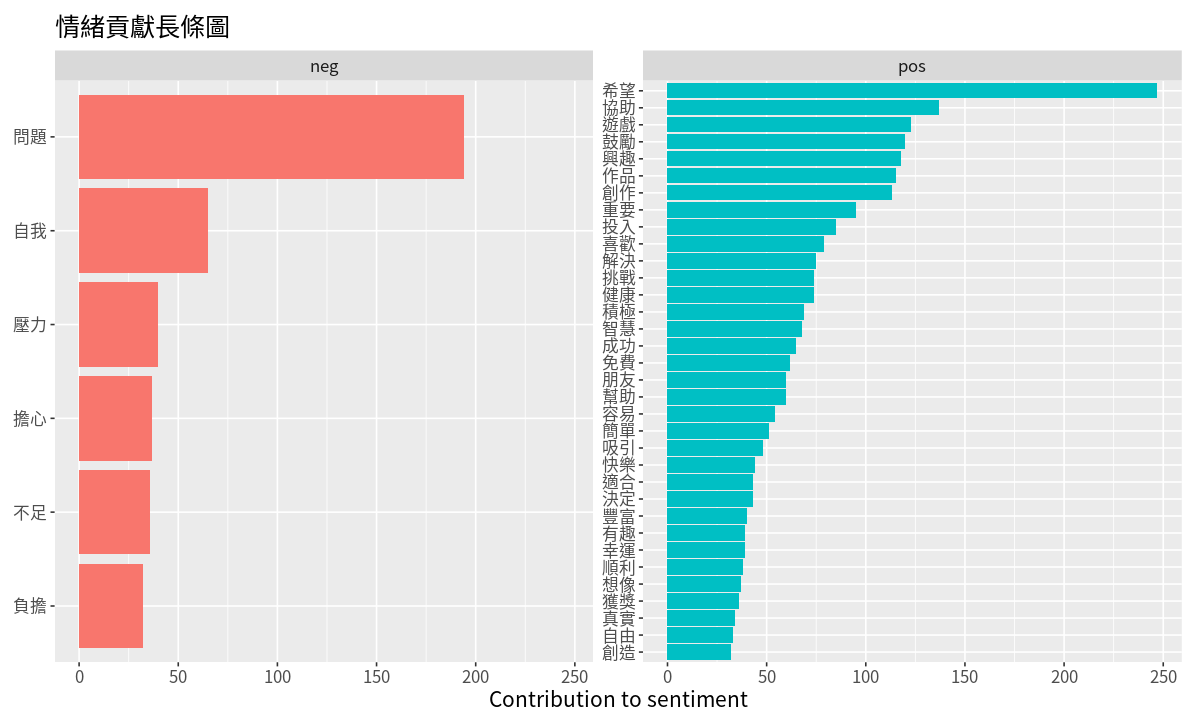 情緒貢獻長條圖
neg
問題
自我
壓力
擔心
不足
負擔
0 50 100 150 200 250
pos
希望
協助
遊戲
鼓勵
興趣
作品
創作
重要
投入
喜歡
解決
挑戰
健康
積極
智慧
成功
免費
朋友
幫助
容易
簡單
吸引
快樂
適合
決定
豐富
有趣
幸運
順利
想像
獲獎
真實
自由
創造
0 50 100 150 200 250
Contribution to sentiment